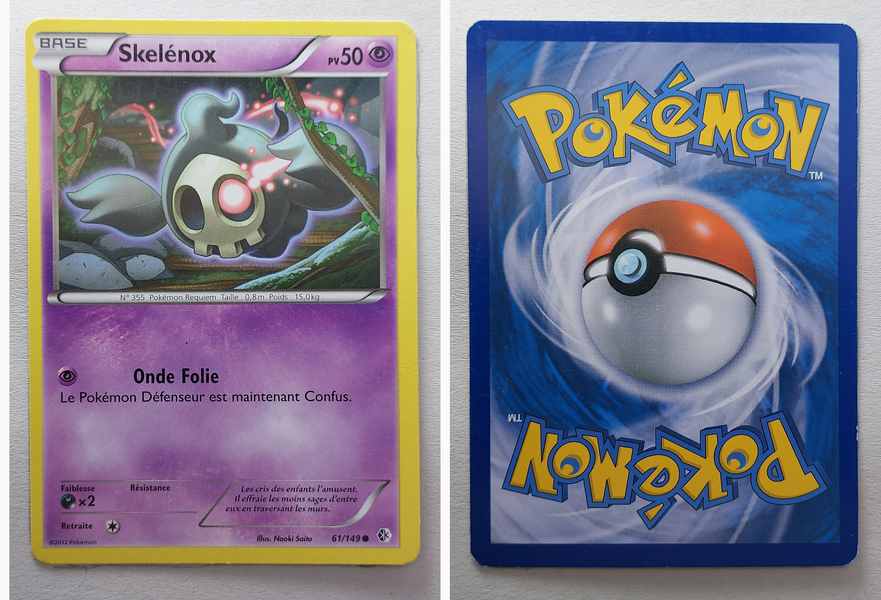 BASE
Skelénox
PV 50
N° 355 Pokémon Requiem Taille : 0,8m Poids : 15,0kg
Onde Folie
Le Pokémon Défenseur est maintenant Confus.
Faiblesse Résistance
×2
Retraite
Les cris des enfants l'amusent.
Il effraie les moins sages d'entre
eux en traversant les murs.
©2012 Pokémon
Illus. Naoki Saito
61/149
POKéMON
TM
TM
POKéMON